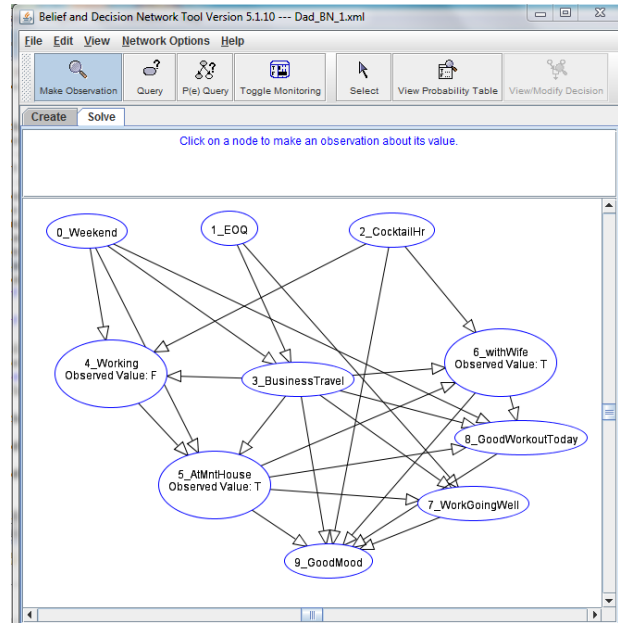 Belief and Decision Network Tool Version 5.1.10 --- Dad_BN_1.xml
File Edit View Network Options Help
Make Observation Query P(e) Query Toggle Monitoring Select View Probability Table View/Modify Decision
Create Solve
Click on a node to make an observation about its value.
0_Weekend
1_EOQ
2_CocktailHr
6_withWife
Observed Value: T
4_Working
Observed Value: F
3_BusinessTravel
8_GoodWorkoutToday
5_AtMntHouse
Observed Value: T
7_WorkGoingWell
9_GoodMood